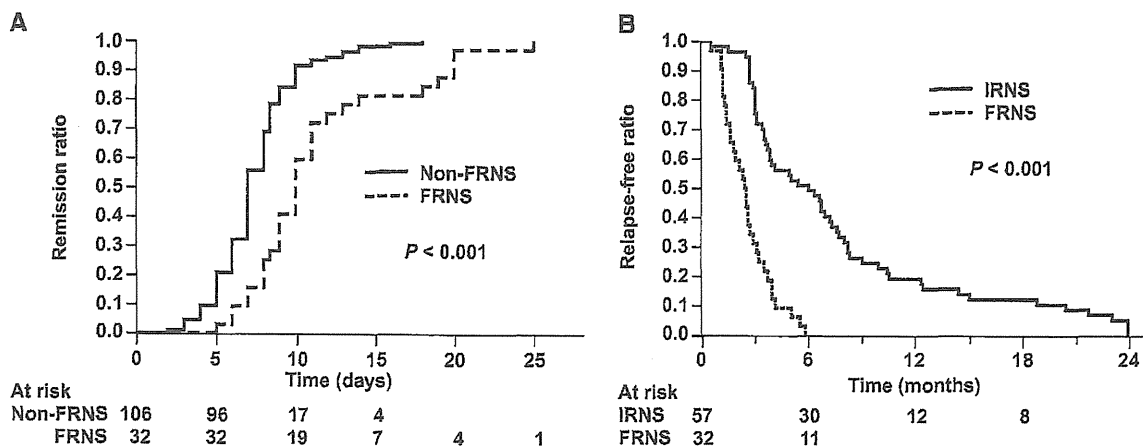 A
1.0
0.9
0.8
0.7
0.6
0.5
0.4
0.3
0.2
0.1
0.0
Remission ratio
Non-FRNS
FRNS
P < 0.001
0 5 10 15 20 25
Time (days)
At risk
Non-FRNS 106 96 17 4
FRNS 32 32 19 7 4 1
B
1.0
0.9
0.8
0.7
0.6
0.5
0.4
0.3
0.2
0.1
0.0
Relapse-free ratio
IRNS
FRNS
P < 0.001
0 6 12 18 24
Time (months)
At risk
IRNS 57 30 12 8
FRNS 32 11